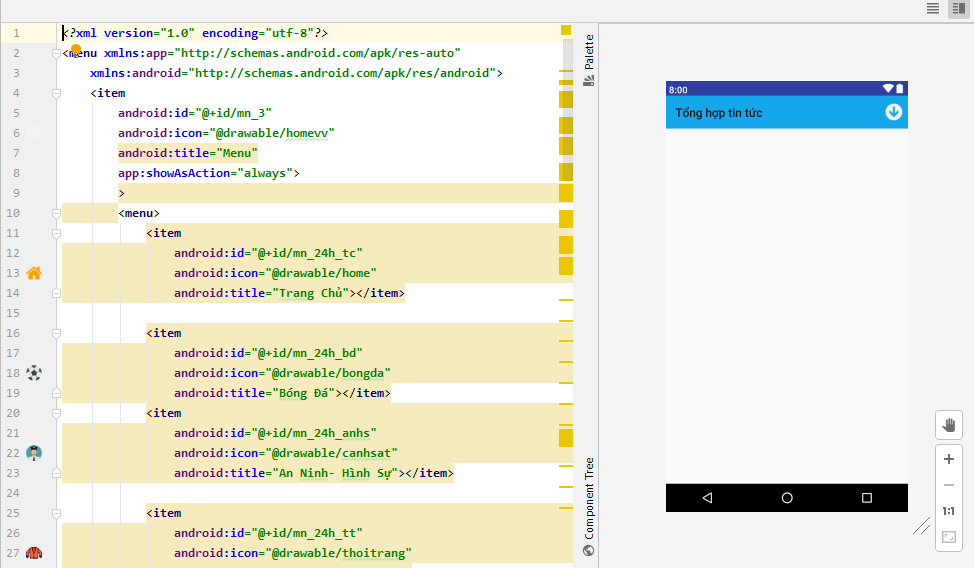 1 <?xml version="1.0" encoding="utf-8"?>
2 <menu xmlns:app="http://schemas.android.com/apk/res-auto"
3 xmlns:android="http://schemas.android.com/apk/res/android">
4 <item
5 android:id="@+id/mn_3"
6 android:icon="@drawable/homevv"
7 android:title="Menu"
8 app:showAsAction="always">
9 >
10 <menu>
11 <item
12 android:id="@+id/mn_24h_tc"
13 android:icon="@drawable/home"
14 android:title="Trang Chủ"></item>
15
16 <item
17 android:id="@+id/mn_24h_bd"
18 android:icon="@drawable/bongda"
19 android:title="Bóng Đá"></item>
20 <item
21 android:id="@+id/mn_24h_anhs"
22 android:icon="@drawable/canhsat"
23 android:title="An Ninh- Hình Sự"></item>
24
25 <item
26 android:id="@+id/mn_24h_tt"
27 android:icon="@drawable/thoitrang"
Palette
Component Tree
8:00
Tổng hợp tin tức
1:1